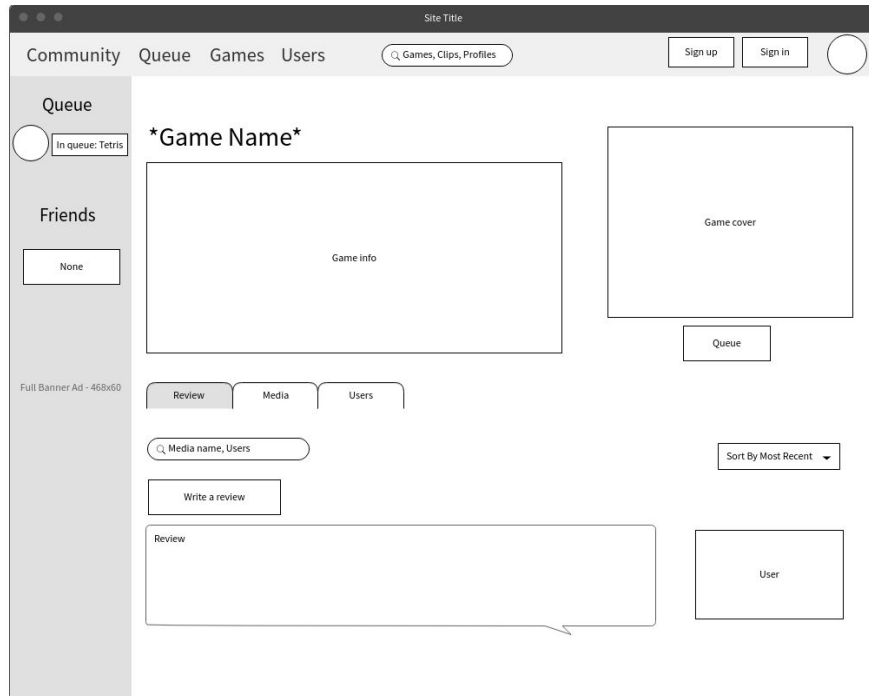 Site Title
Community Queue Games Users
Games, Clips, Profiles
Sign up
Sign in
Queue
In queue: Tetris
Friends
None
Full Banner Ad - 468x60
*Game Name*
Game info
Game cover
Queue
Review
Media
Users
Media name, Users
Sort By Most Recent
Write a review
Review
User